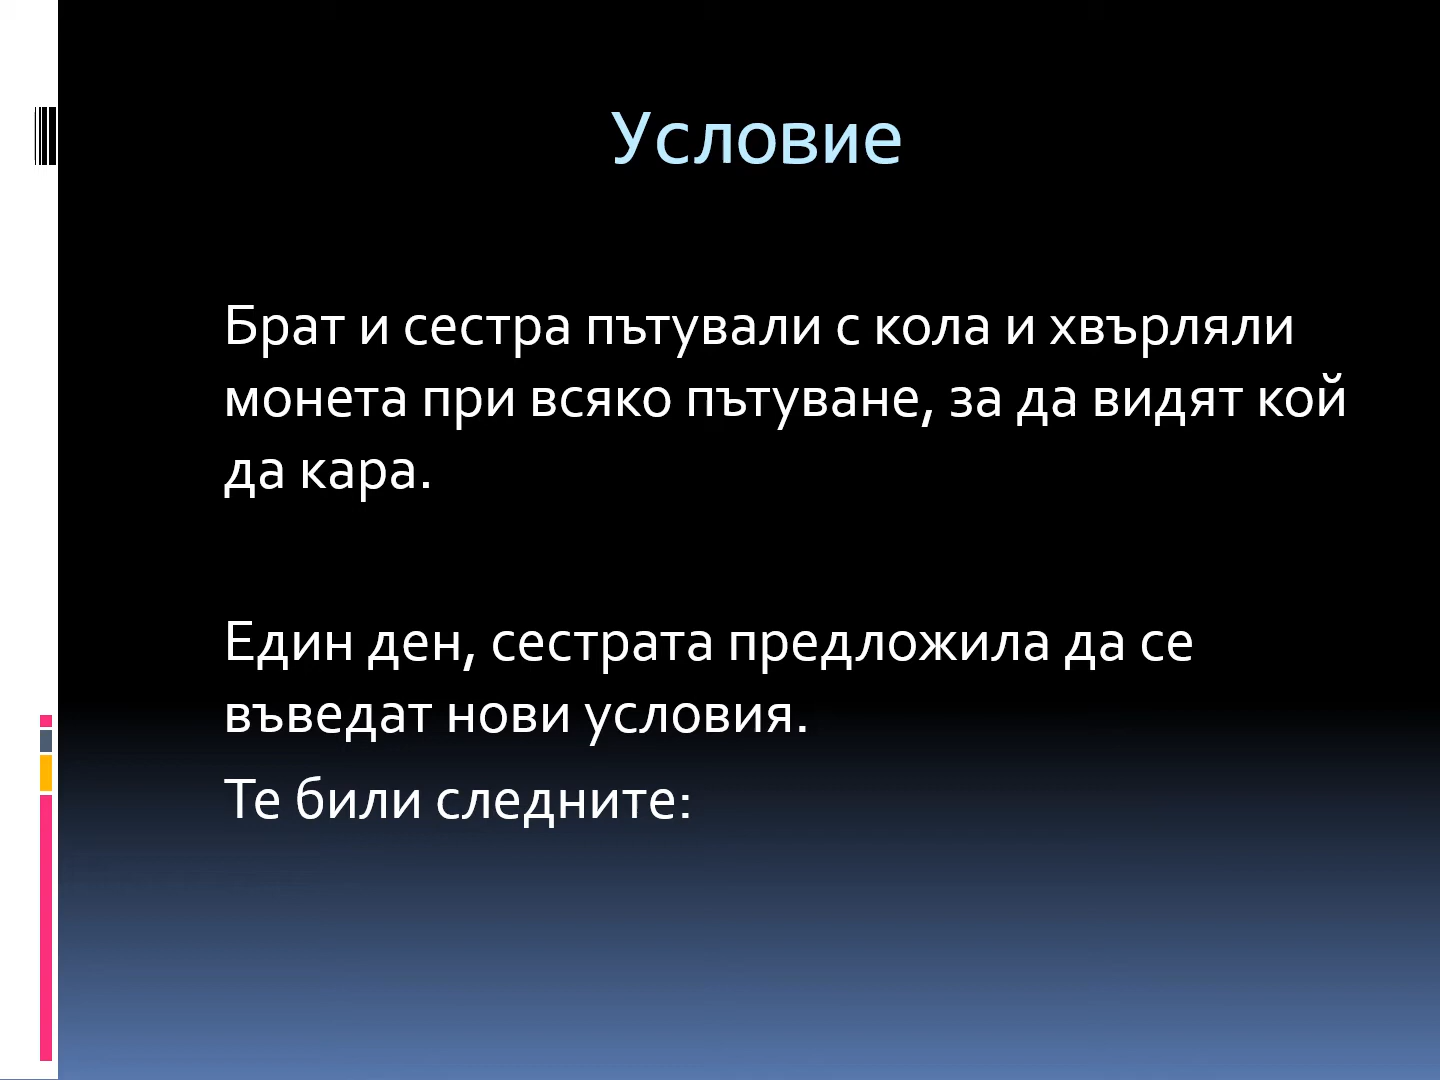 Условие
Брат и сестра пътували с кола и хвърляли
монета при всяко пътуване, за да видят кой
да кара.
Един ден, сестрата предложила да се
въведат нови условия.
Те били следните: